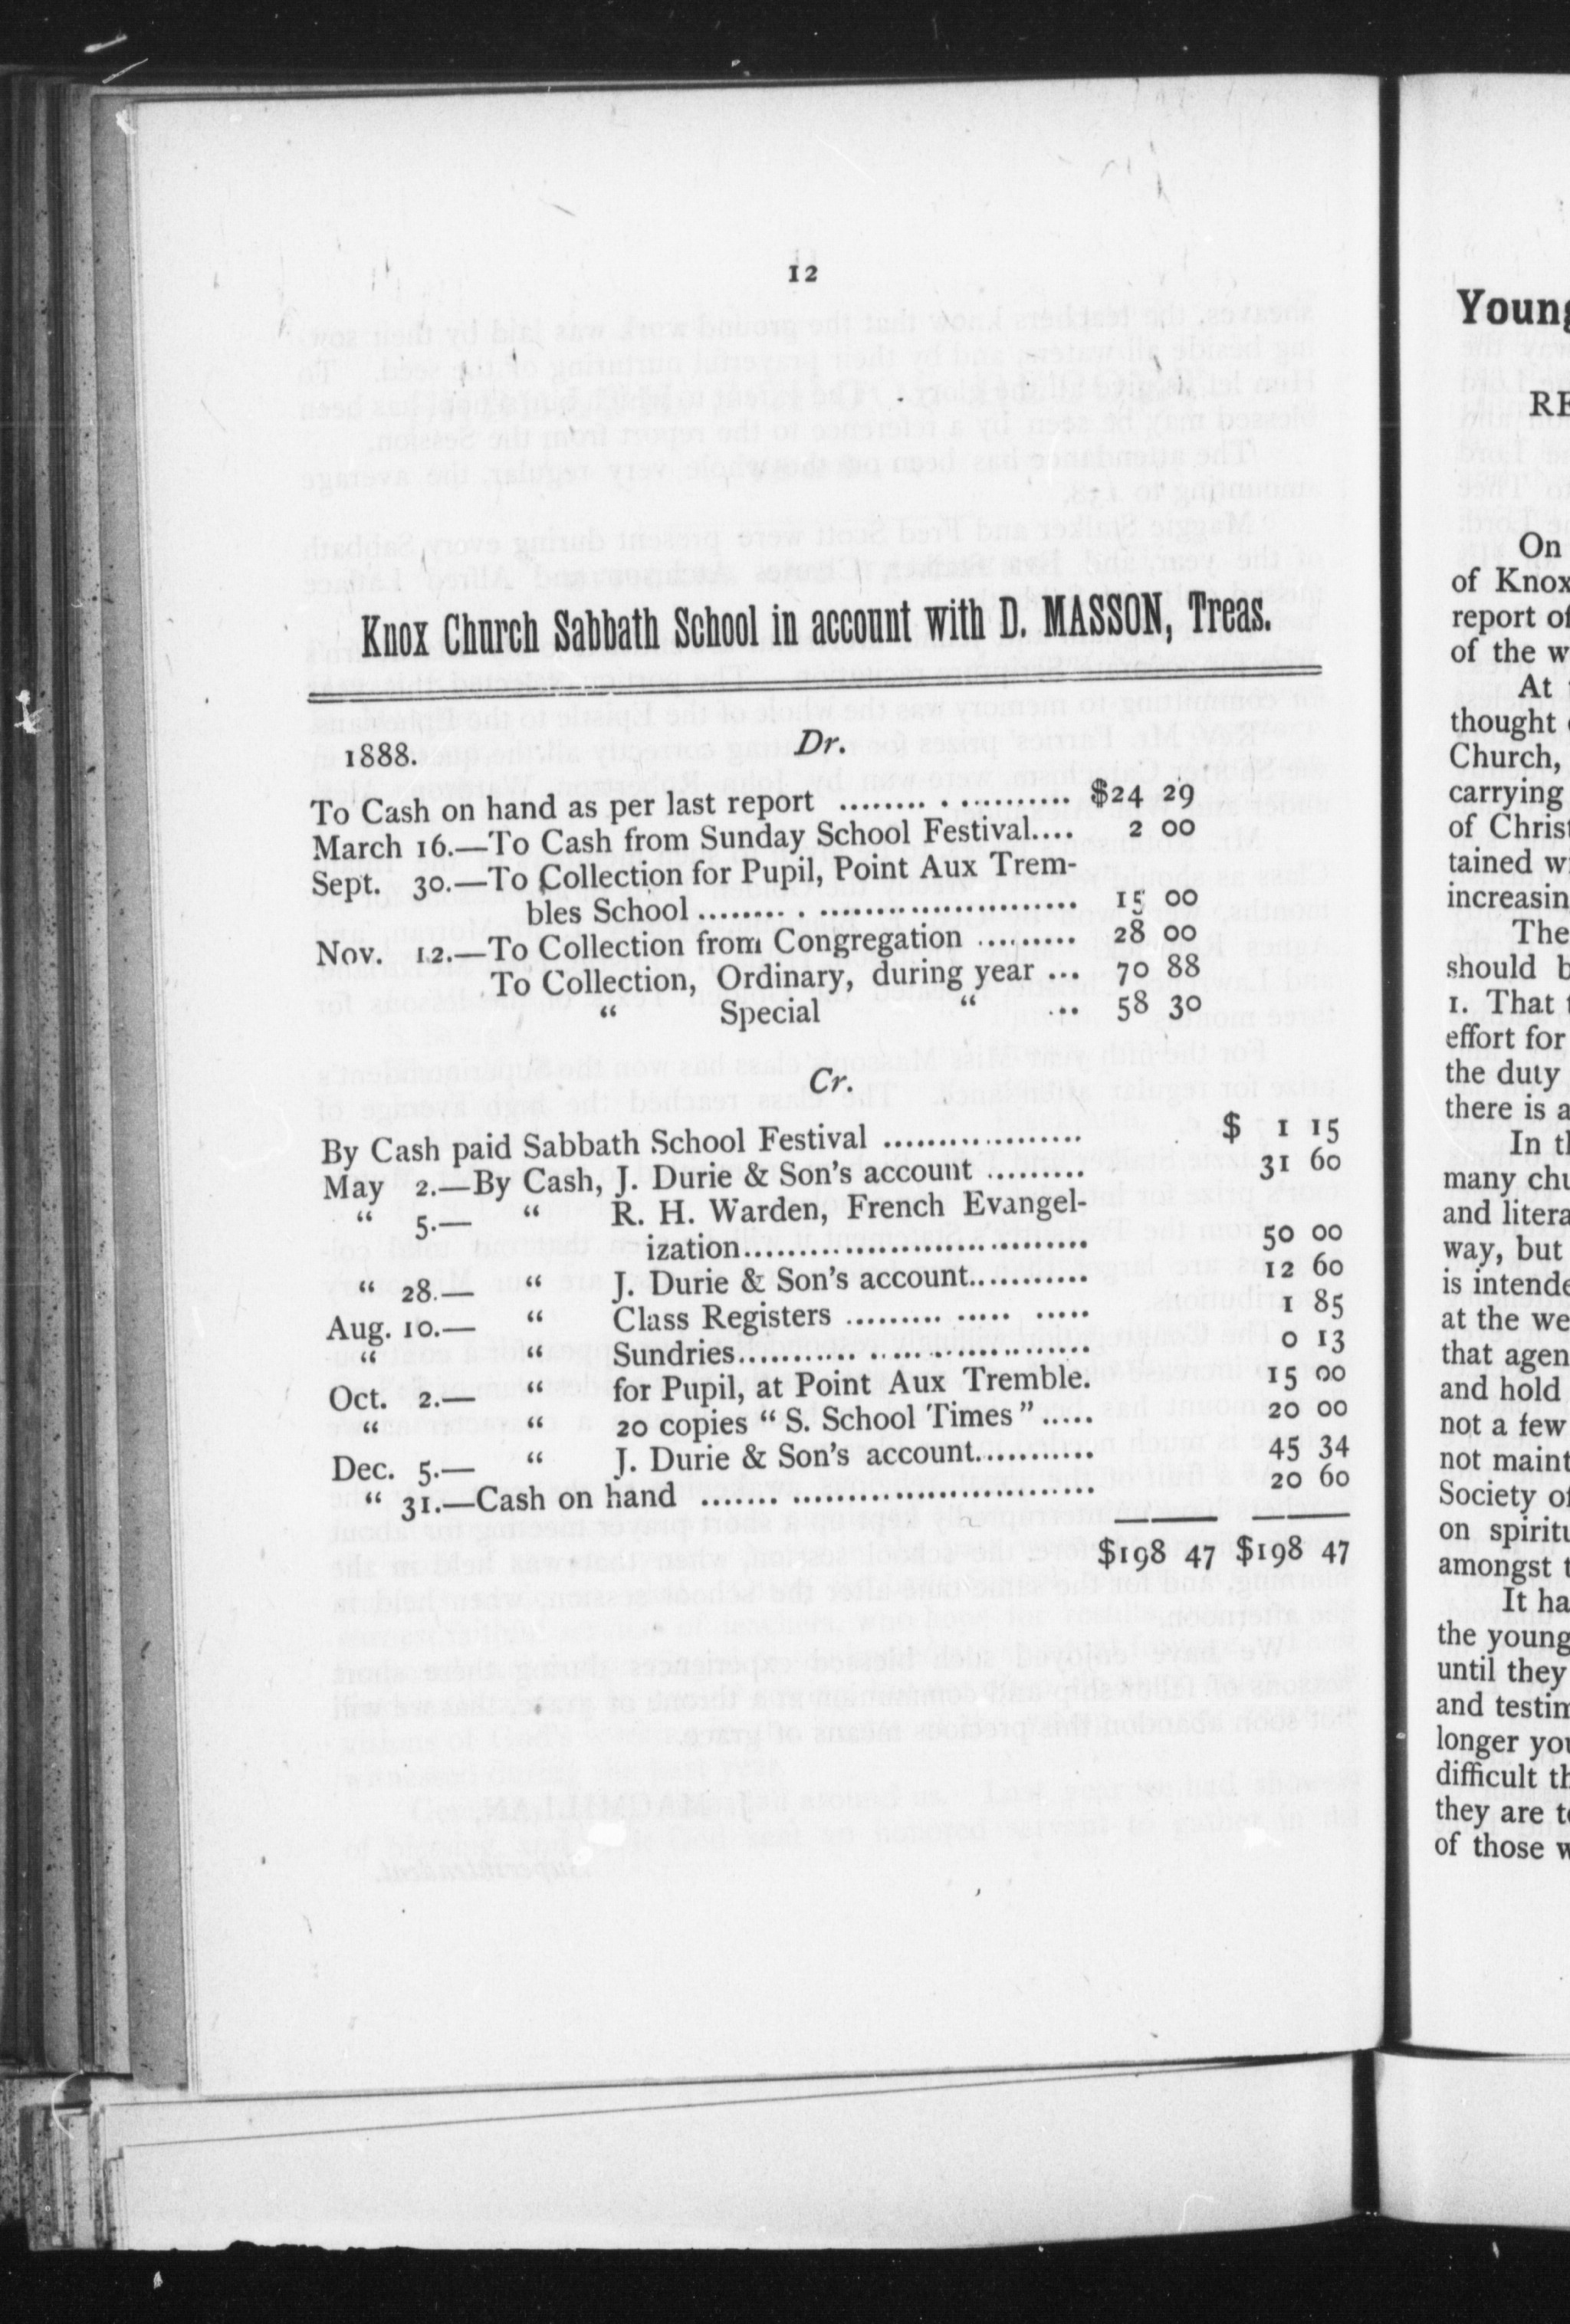 12
Knox Church Sabbath School in account with D. MASSON, Treas.
1888. Dr.
To Cash on hand as per last report ........ . .......... $24 29
March 16.—To Cash from Sunday School Festival.... 2 00
Sept. 30.—To Collection for Pupil, Point Aux Trem-
bles School ........ . ....................... 15 00
Nov. 12.—To Collection from Congregation ......... 28 00
To Collection, Ordinary, during year ... 70 88
“ Special “ ... 58 30
Cr.
By Cash paid Sabbath School Festival .................. $ 1 15
May 2.—By Cash, J. Durie & Son's account ......... 31 60
“ 5.— “ R. H. Warden, French Evangel-
ization............................... 50 00
“ 28.— “ J. Durie & Son's account........... 12 60
Aug. 10.— “ Class Registers ......... ..... ..... 1 85
“ “ Sundries............ .................... 0 13
Oct. 2.— “ for Pupil, at Point Aux Tremble. 15 00
“ “ 20 copies “ S. School Times ” ..... 20 00
Dec. 5.— “ J. Durie & Son's account........... 45 34
“ 31.—Cash on hand ....... ........................... 20 60
$198 47 $198 47
Young
RE
On
of Knox
report of
of the w
At
thought
Church,
carrying
of Christ
tained wi
increasin
The
should b
1. That t
effort for
the duty
there is a
In th
many chu
and litera
way, but
is intende
at the we
that agen
and hold
not a few
not maint
Society of
on spiritu
amongst t
It ha
the young
until they
and testim
longer you
difficult th
they are to
of those w